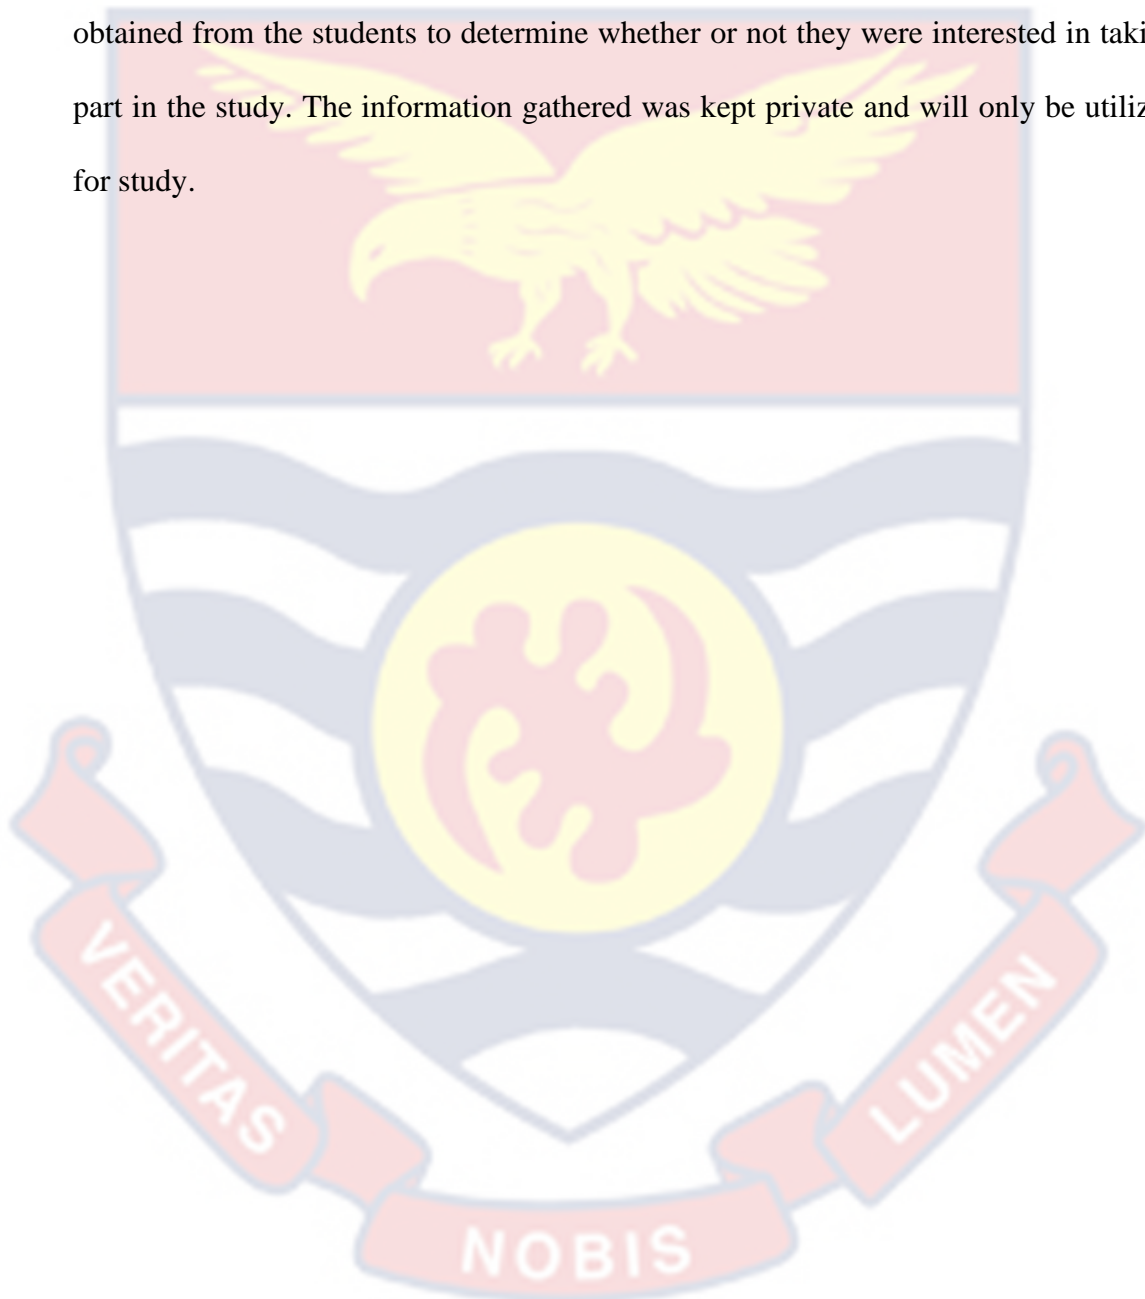 obtained from the students to determine whether or not they were interested in taki
part in the study. The information gathered was kept private and will only be utiliz
for study.
VERITAS
NOBIS
LUMEN